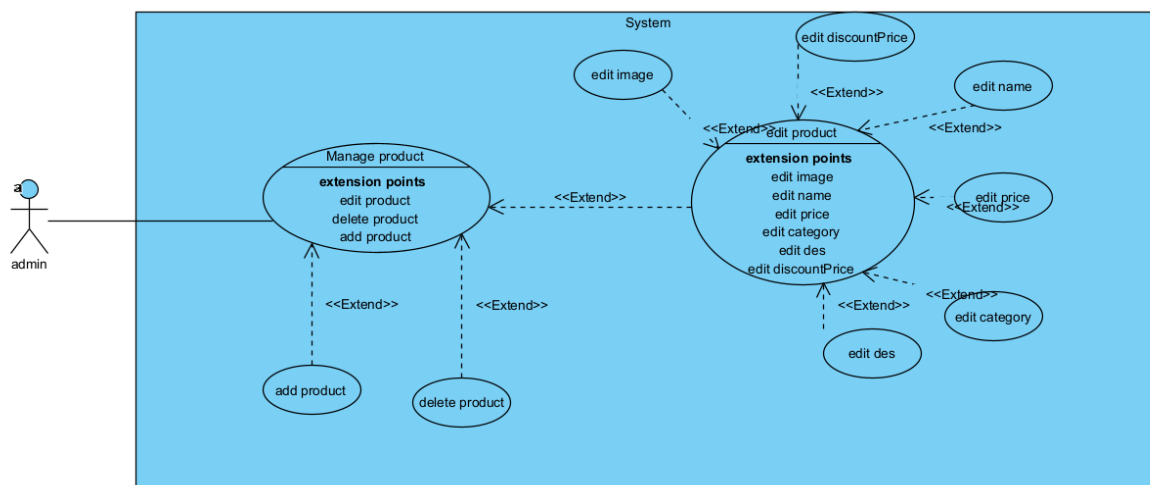 System
edit discountPrice
edit image
<<Extend>>
edit name
<<Extend>>
<<Extend>>
edit product
extension points
edit image
edit name
edit price
edit category
edit des
edit discountPrice
Manage product
extension points
edit product
delete product
add product
<<Extend>>
edit price
<<Extend>>
a
admin
<<Extend>>
<<Extend>>
<<Extend>>
<<Extend>>
edit category
edit des
add product
delete product